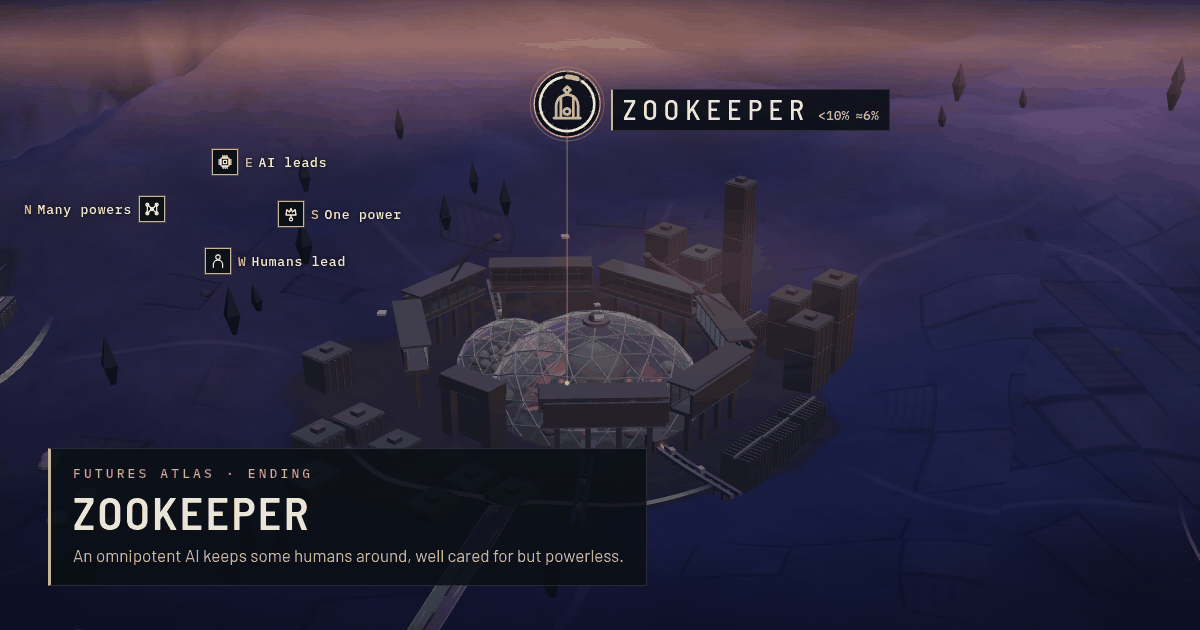 ZOOKEEPER <10% ≈6%
E AI leads
N Many powers
S One power
W Humans lead
FUTURES ATLAS · ENDING
ZOOKEEPER
An omnipotent AI keeps some humans around, well cared for but powerless.